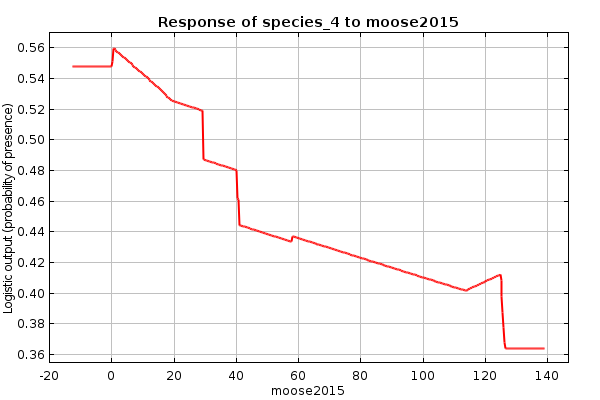 Response of species_4 to moose2015
Logistic output (probability of presence)
0.56
0.54
0.52
0.50
0.48
0.46
0.44
0.42
0.40
0.38
0.36
-20 0 20 40 60 80 100 120 140
moose2015